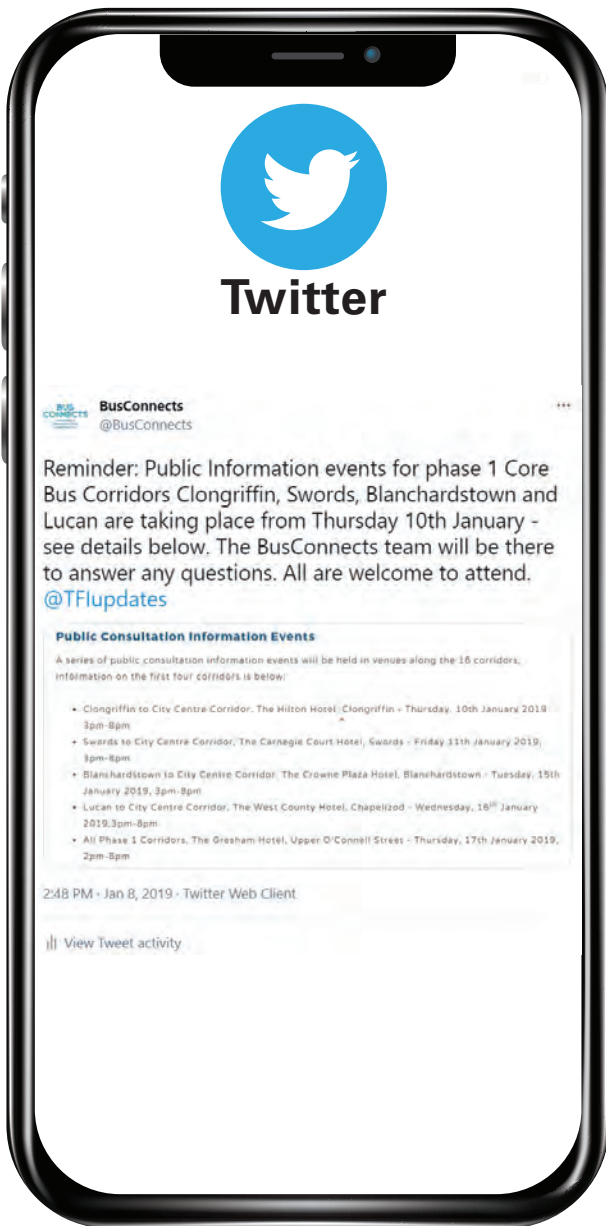 Twitter
BUS
CONNECTS
BusConnects
@BusConnects
Reminder: Public Information events for phase 1 Core
Bus Corridors Clongriffin, Swords, Blanchardstown and
Lucan are taking place from Thursday 10th January -
see details below. The BusConnects team will be there
to answer any questions. All are welcome to attend.
@TFIupdates
Public Consultation Information Events
A series of public consultation information events will be held in venues along the 16 corridors,
information on the first four corridors is below:
• Clongriffin to City Centre Corridor, The Hilton Hotel, Clongriffin - Thursday, 10th January 2019
3pm-8pm
• Swords to City Centre Corridor, The Carnegie Court Hotel, Swords - Friday 11th January 2019,
3pm-8pm
• Blanchardstown to City Centre Corridor, The Crowne Plaza Hotel, Blanchardstown - Tuesday, 15th
January 2019, 3pm-8pm
• Lucan to City Centre Corridor, The West County Hotel, Chapelizod - Wednesday, 16th January
2019,3pm-8pm
• All Phase 1 Corridors, The Gresham Hotel, Upper O'Connell Street - Thursday, 17th January 2019,
2pm-8pm
2:48 PM · Jan 8, 2019 · Twitter Web Client
View Tweet activity